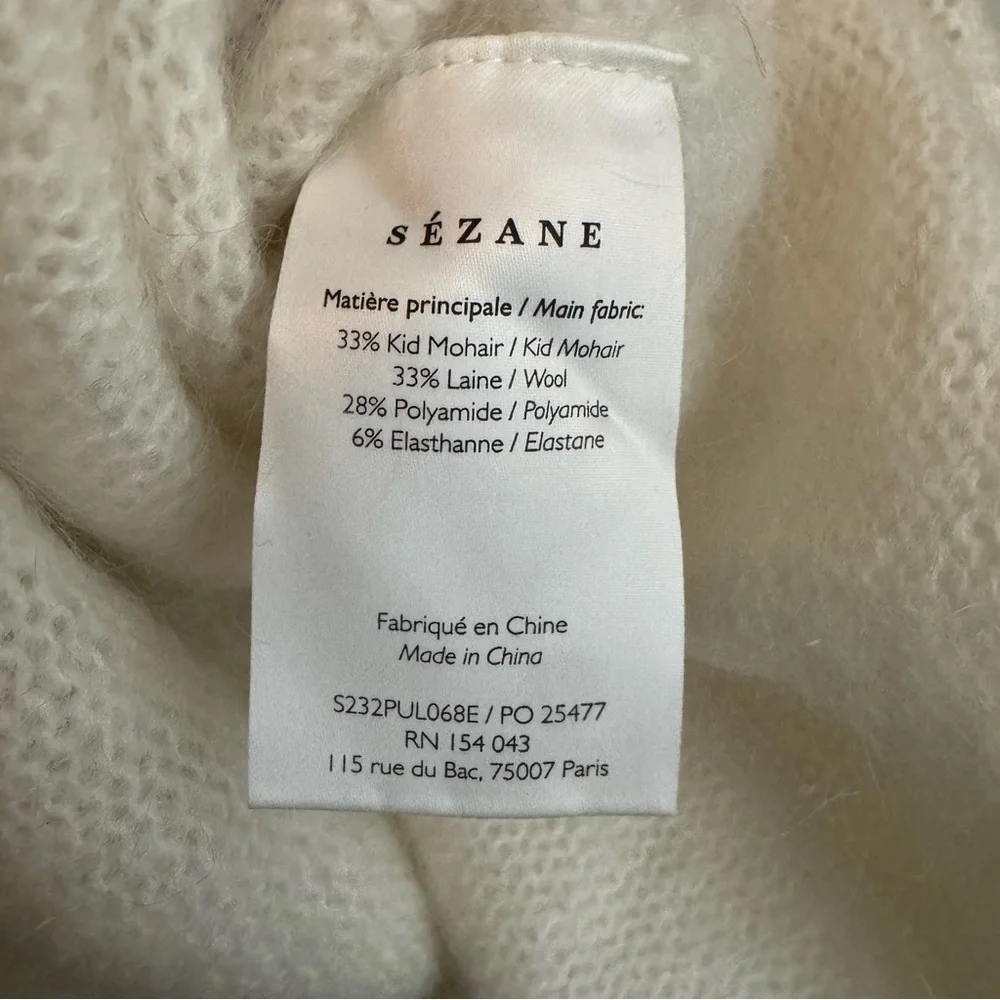 SÉZANE
Matière principale / Main fabric:
33% Kid Mohair / Kid Mohair
33% Laine / Wool
28% Polyamide / Polyamide
6% Elasthanne / Elastane
Fabriqué en Chine
Made in China
S232PUL068E / PO 25477
RN 154 043
115 rue du Bac, 75007 Paris